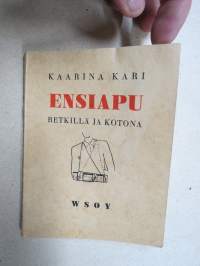 KAARINA KARI
ENSIAPU
RETKILLÄ JA KOTONA
WSOY